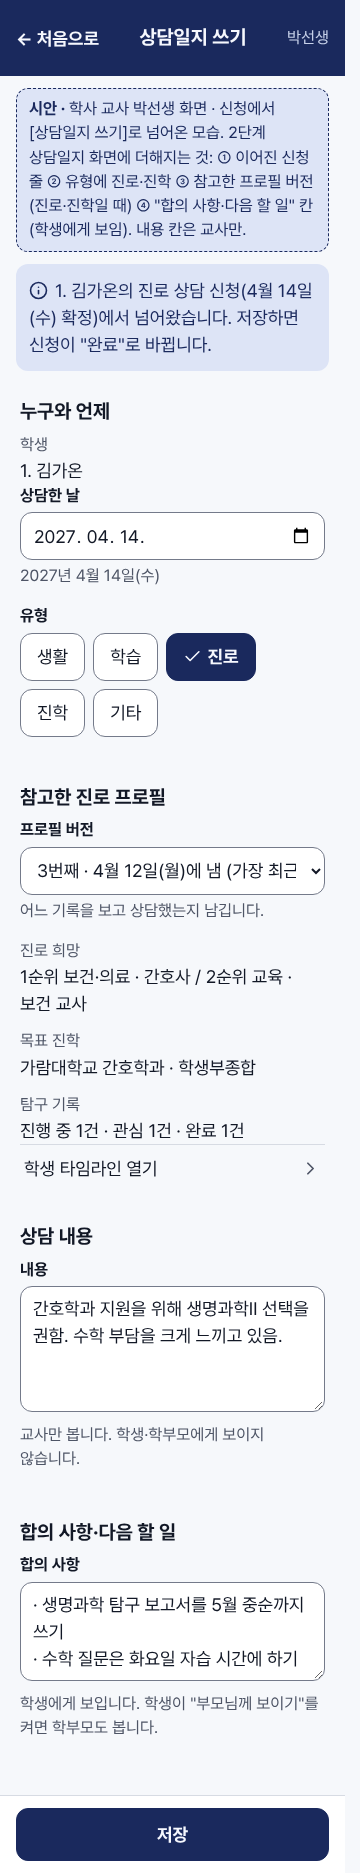 ← 처음으로
상담일지 쓰기
박선생
시안 · 학사 교사 박선생 화면 · 신청에서
[상담일지 쓰기]로 넘어온 모습. 2단계
상담일지 화면에 더해지는 것: ① 이어진 신청
줄 ② 유형에 진로·진학 ③ 참고한 프로필 버전
(진로·진학일 때) ④ "합의 사항·다음 할 일" 칸
(학생에게 보임). 내용 칸은 교사만.
1. 김가온의 진로 상담 신청(4월 14일
(수) 확정)에서 넘어왔습니다. 저장하면
신청이 "완료"로 바뀝니다.
누구와 언제
학생
1. 김가온
상담한 날
2027. 04. 14.
2027년 4월 14일(수)
유형
생활
학습
✓ 진로
진학
기타
참고한 진로 프로필
프로필 버전
3번째 · 4월 12일(월)에 냄 (가장 최근
어느 기록을 보고 상담했는지 남깁니다.
진로 희망
1순위 보건·의료 · 간호사 / 2순위 교육 ·
보건 교사
목표 진학
가람대학교 간호학과 · 학생부종합
탐구 기록
진행 중 1건 · 관심 1건 · 완료 1건
학생 타임라인 열기
상담 내용
내용
간호학과 지원을 위해 생명과학Ⅱ 선택을
권함. 수학 부담을 크게 느끼고 있음.
교사만 봅니다. 학생·학부모에게 보이지
않습니다.
합의 사항·다음 할 일
합의 사항
· 생명과학 탐구 보고서를 5월 중순까지
쓰기
· 수학 질문은 화요일 자습 시간에 하기
학생에게 보입니다. 학생이 "부모님께 보이기"를
켜면 학부모도 봅니다.
저장